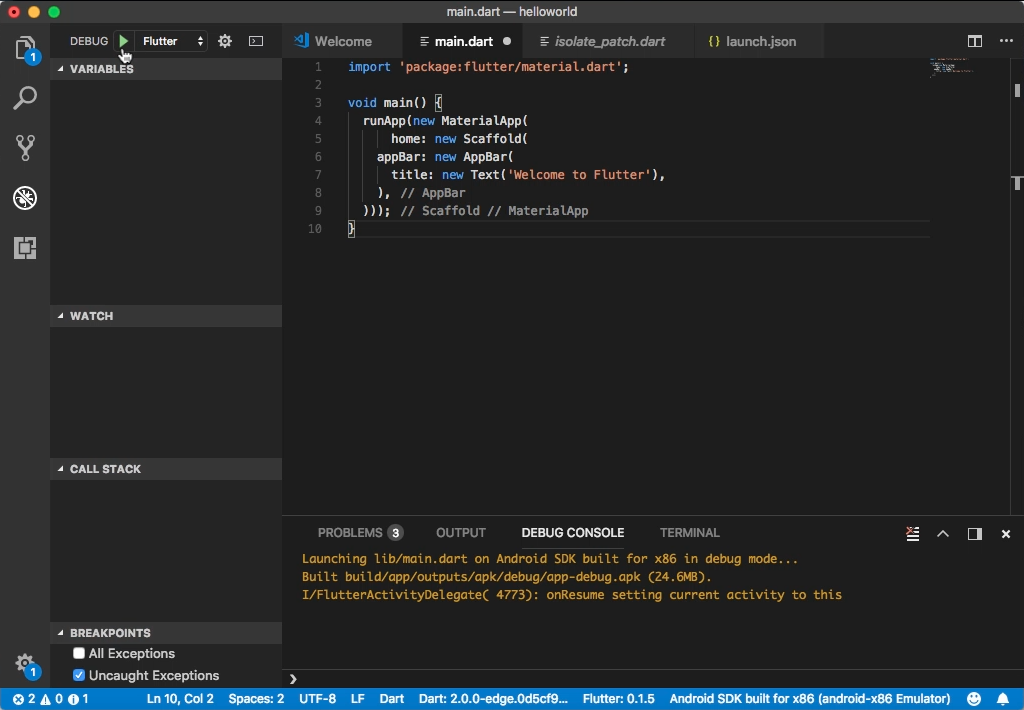 main.dart — helloworld
1
DEBUG
Flutter
VARIABLES
WATCH
CALL STACK
BREAKPOINTS
All Exceptions
Uncaught Exceptions
1
Welcome
main.dart
isolate_patch.dart
{} launch.json
1 import 'package:flutter/material.dart';
2
3 void main() {
4 runApp(new MaterialApp(
5 home: new Scaffold(
6 appBar: new AppBar(
7 title: new Text('Welcome to Flutter'),
8 ), // AppBar
9 ))); // Scaffold // MaterialApp
10 }
PROBLEMS 3 OUTPUT DEBUG CONSOLE TERMINAL
Launching lib/main.dart on Android SDK built for x86 in debug mode...
Built build/app/outputs/apk/debug/app-debug.apk (24.6MB).
I/FlutterActivityDelegate( 4773): onResume setting current activity to this
2 0 1 Ln 10, Col 2 Spaces: 2 UTF-8 LF Dart Dart: 2.0.0-edge.0d5cf9... Flutter: 0.1.5 Android SDK built for x86 (android-x86 Emulator)